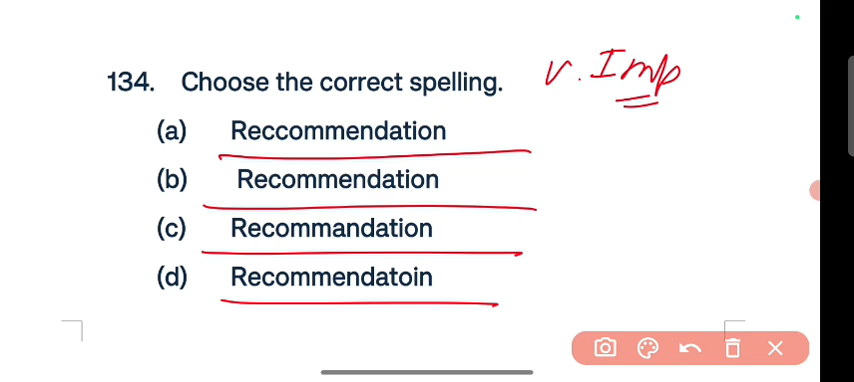 134. Choose the correct spelling. V. Imp
(a) Reccommendation
(b) Recommendation
(c) Recommandation
(d) Recommendatoin